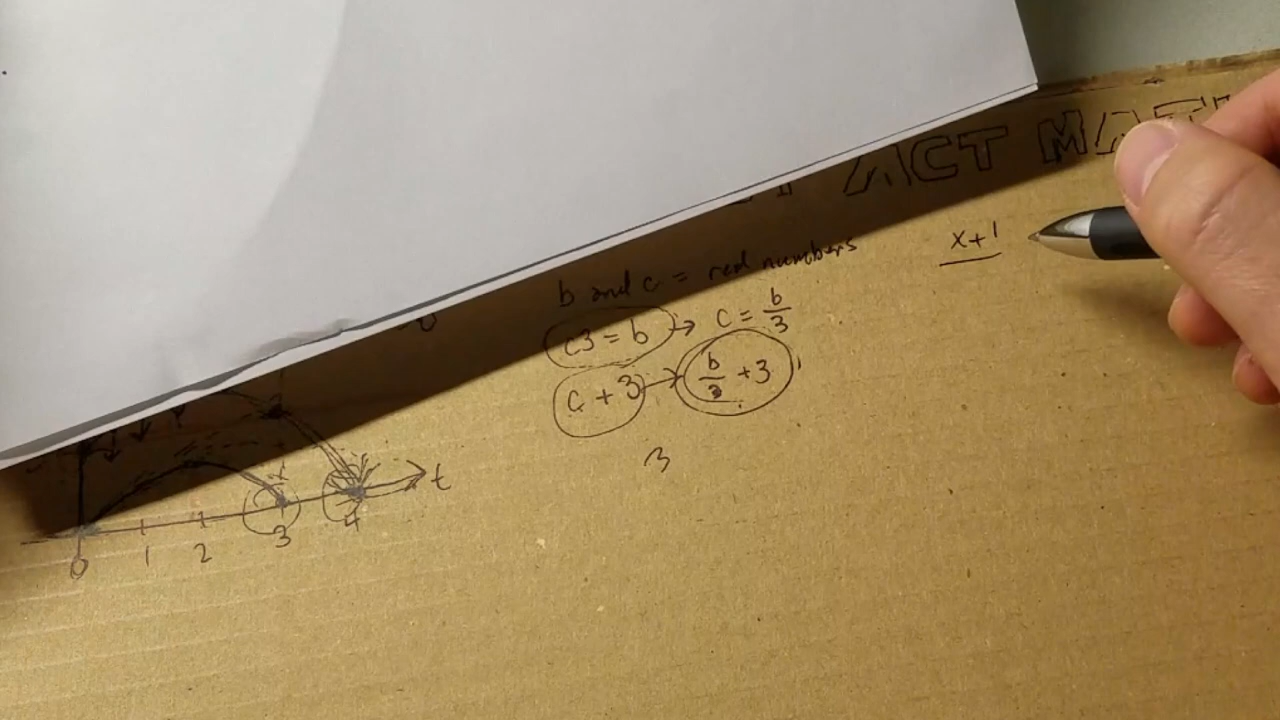 ACT MAT
b and c = real numbers
x+1
c3 = b → c = b/3
c + 3 → b/3 + 3
3
t
0 1 2 3 4